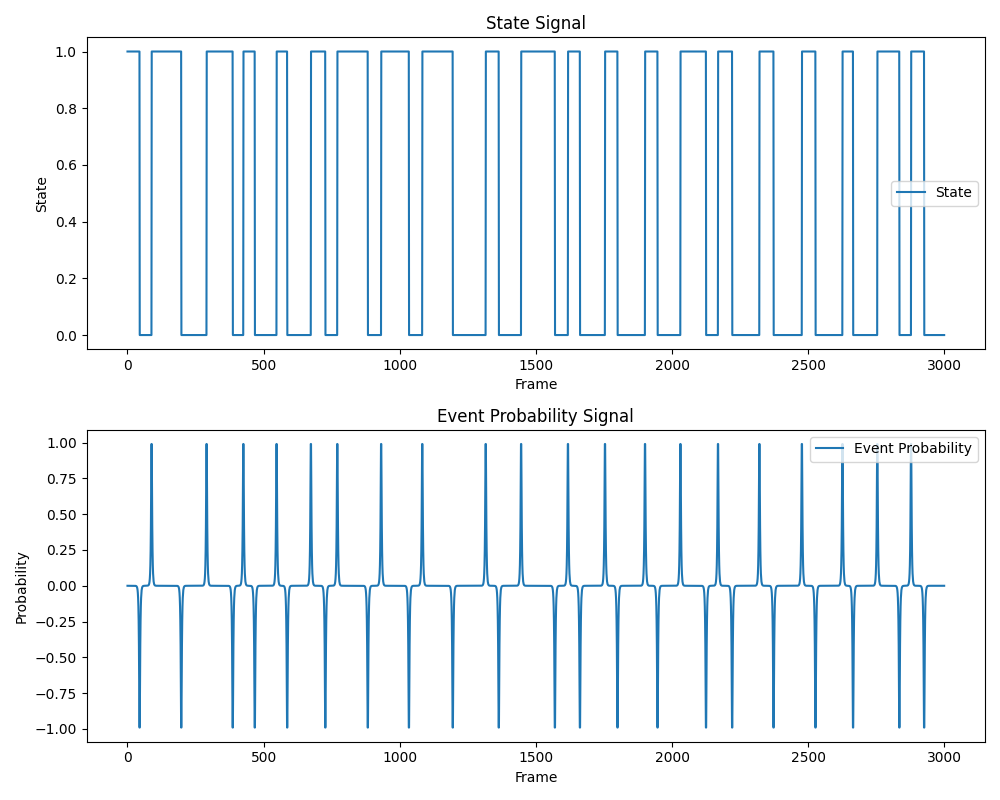 State Signal
1.0
0.8
0.6
0.4
0.2
0.0
State
State
0 500 1000 1500 2000 2500 3000
Frame
Event Probability Signal
1.00
0.75
0.50
0.25
0.00
−0.25
−0.50
−0.75
−1.00
Probability
Event Probability
0 500 1000 1500 2000 2500 3000
Frame